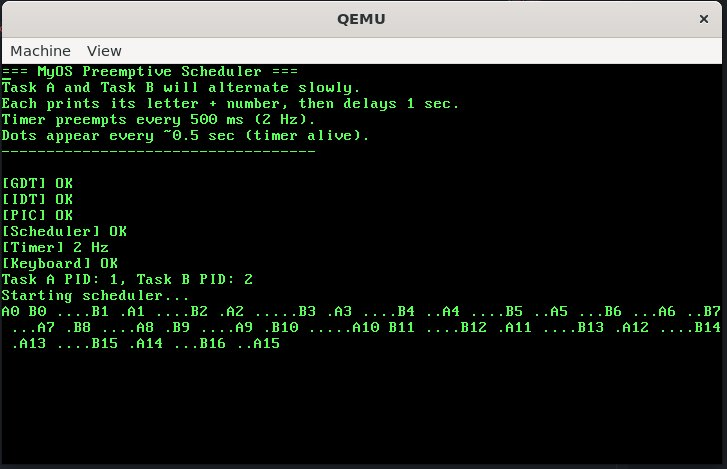 QEMU
×
Machine View
=== MyOS Preemptive Scheduler ===
Task A and Task B will alternate slowly.
Each prints its letter + number, then delays 1 sec.
Timer preempts every 500 ms (2 Hz).
Dots appear every ~0.5 sec (timer alive).
-----------------------------------
[GDT] OK
[IDT] OK
[PIC] OK
[Scheduler] OK
[Timer] 2 Hz
[Keyboard] OK
Task A PID: 1, Task B PID: 2
Starting scheduler...
A0 B0 ....B1 .A1 ....B2 .A2 .....B3 .A3 ....B4 ..A4 ....B5 ..A5 ...B6 ...A6 ..B7
 ...A7 .B8 ....A8 .B9 ....A9 .B10 .....A10 B11 ....B12 .A11 ....B13 .A12 ....B14
 .A13 ....B15 .A14 ...B16 ..A15